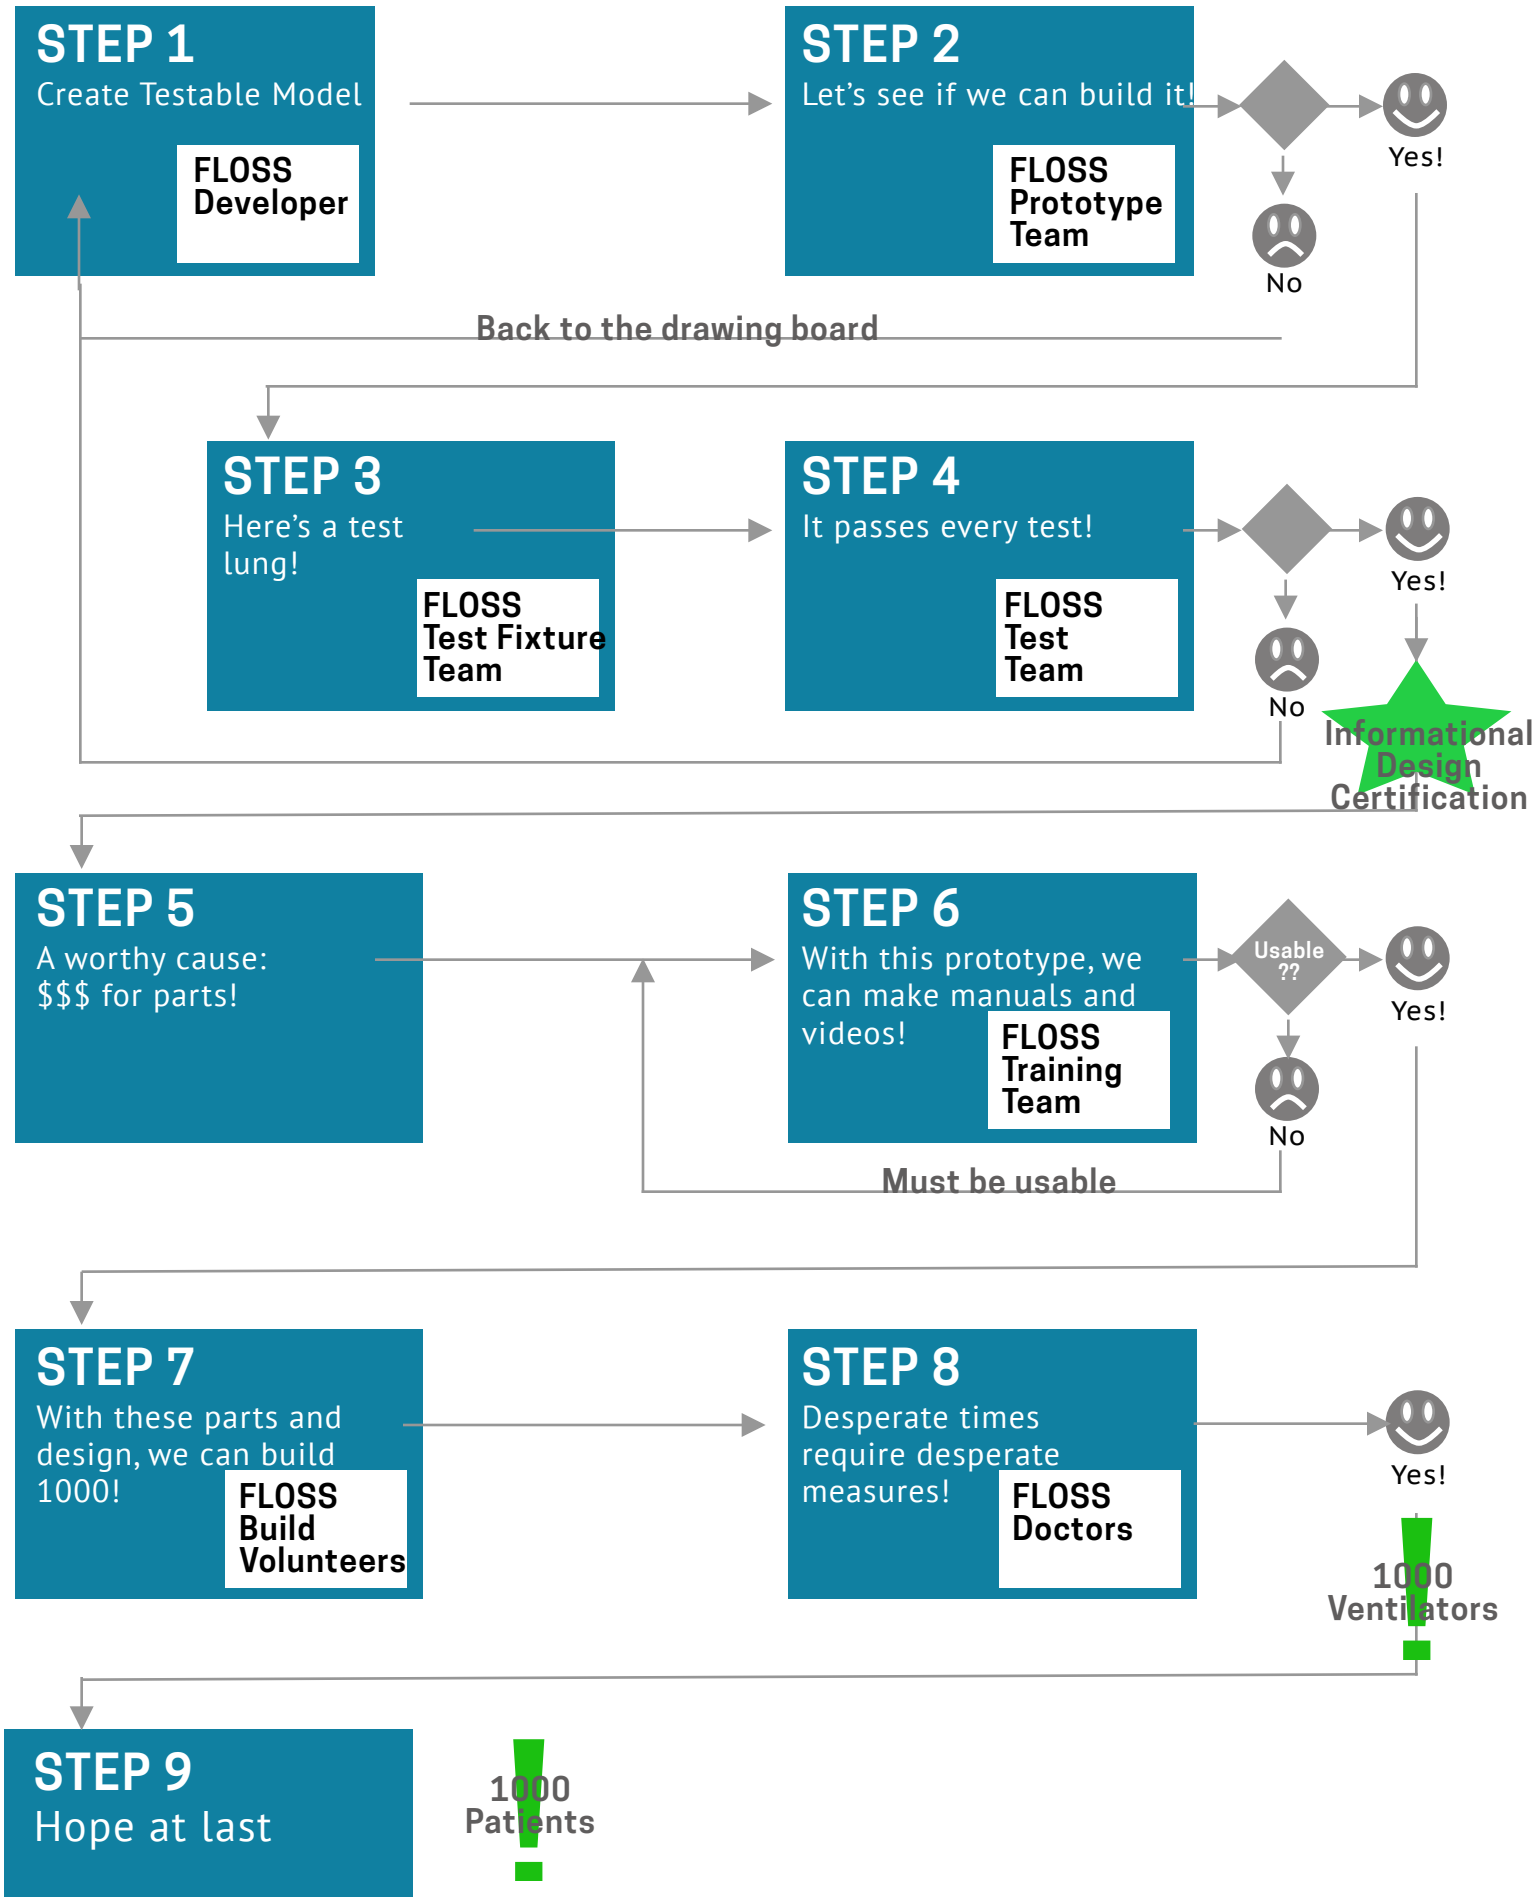 STEP 1
Create Testable Model
FLOSS
Developer
STEP 2
Let's see if we can build it!
FLOSS
Prototype
Team
Yes!
No
Back to the drawing board
STEP 3
Here's a test
lung!
FLOSS
Test Fixture
Team
STEP 4
It passes every test!
FLOSS
Test
Team
Yes!
No
Informational
Design
Certification
STEP 5
A worthy cause:
$$$ for parts!
STEP 6
With this prototype, we
can make manuals and
videos!
FLOSS
Training
Team
Usable
??
Yes!
No
Must be usable
STEP 7
With these parts and
design, we can build
1000!
FLOSS
Build
Volunteers
STEP 8
Desperate times
require desperate
measures!
FLOSS
Doctors
Yes!
1000
Ventilators
STEP 9
Hope at last
1000
Patients